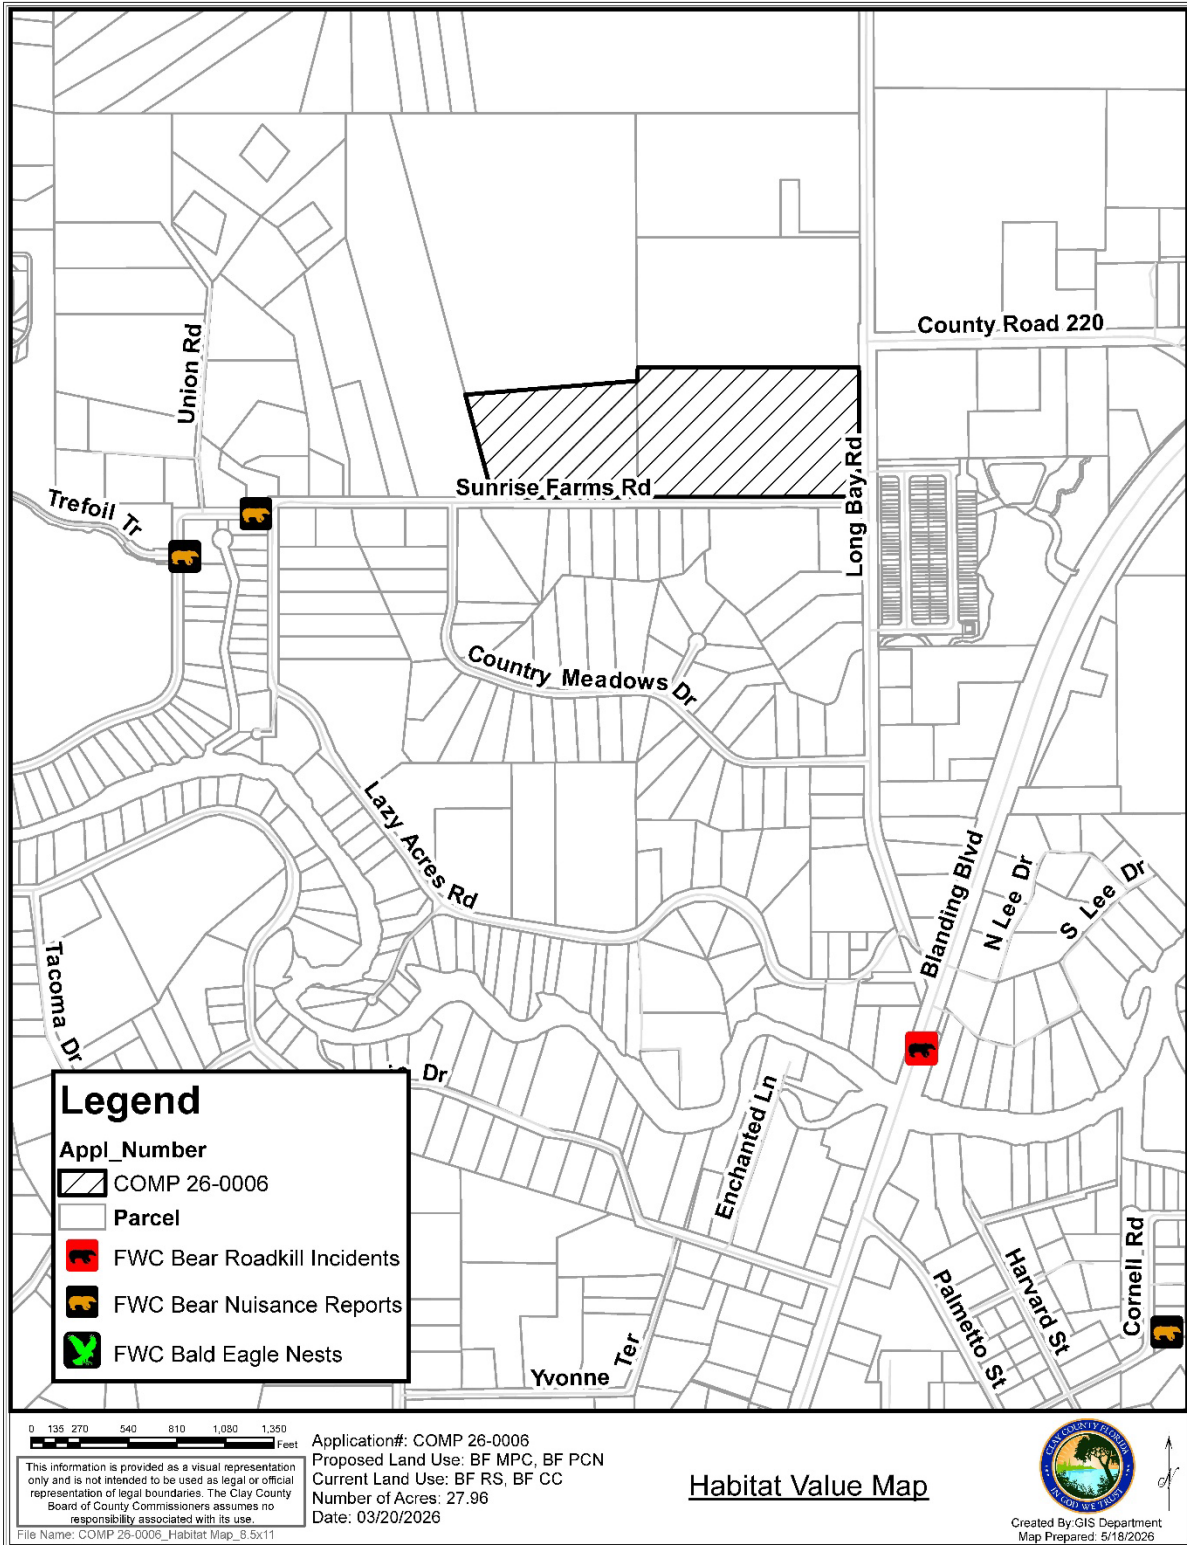 County Road 220
Union Rd
Long Bay Rd
Sunrise Farms Rd
Trefoil Tr
Country Meadows Dr
Lazy Acres Rd
Blanding Blvd
N Lee Dr
S Lee Dr
Tacoma Dr
Dr
Enchanted Ln
Cornell Rd
Harvard St
Palmetto St
Yvonne Ter
Legend
Appl_Number
COMP 26-0006
Parcel
FWC Bear Roadkill Incidents
FWC Bear Nuisance Reports
FWC Bald Eagle Nests
0 135 270 540 810 1,080 1,350
Feet
This information is provided as a visual representation
only and is not intended to be used as legal or official
representation of legal boundaries. The Clay County
Board of County Commissioners assumes no
responsibility associated with its use.
File Name: COMP 26-0006_Habitat Map_8.5x11
Application#: COMP 26-0006
Proposed Land Use: BF MPC, BF PCN
Current Land Use: BF RS, BF CC
Number of Acres: 27.96
Date: 03/20/2026
Habitat Value Map
CLAY COUNTY FLORIDA
IN GOD WE TRUST
N
Created By:GIS Department
Map Prepared: 5/18/2026